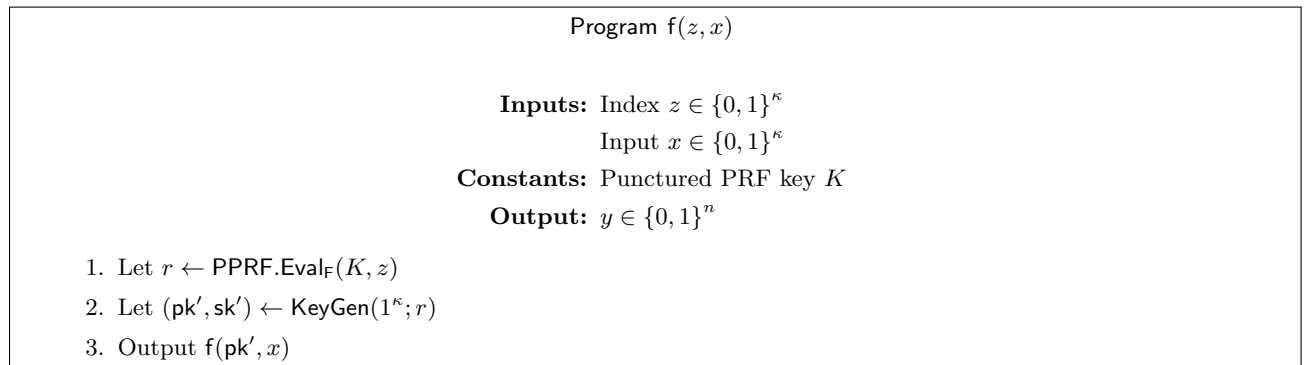 Program f(z, x)
Inputs: Index z ∈ {0, 1}^κ
Input x ∈ {0, 1}^κ
Constants: Punctured PRF key K
Output: y ∈ {0, 1}^n
1. Let r ← PPRF.Eval_F(K, z)
2. Let (pk′, sk′) ← KeyGen(1^κ; r)
3. Output f(pk′, x)